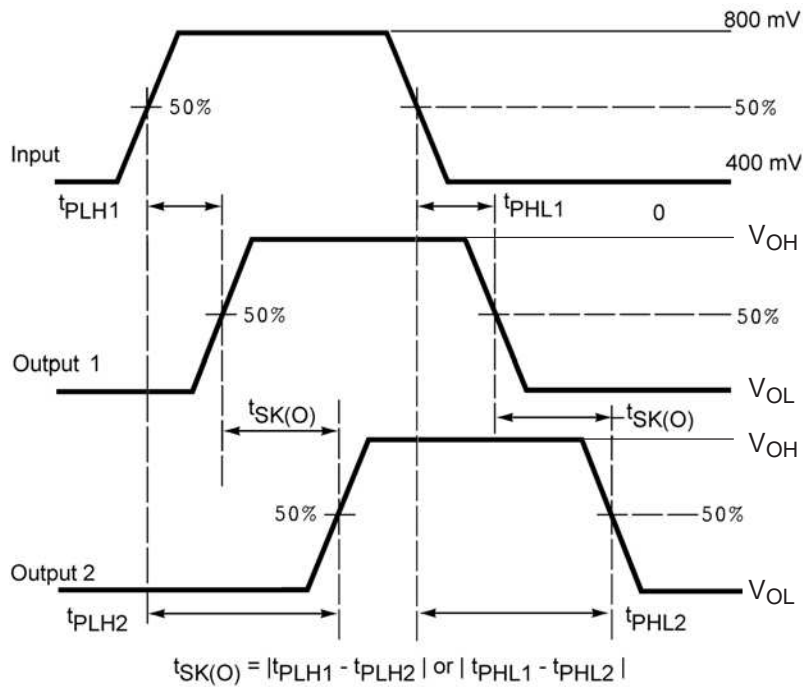 800 mV
50%
50%
Input
400 mV
tPLH1
tPHL1
0
VOH
50%
50%
Output 1
VOL
tSK(O)
tSK(O)
VOH
50%
50%
Output 2
VOL
tPLH2
tPHL2
tSK(O) = |tPLH1 - tPLH2 | or | tPHL1 - tPHL2 |